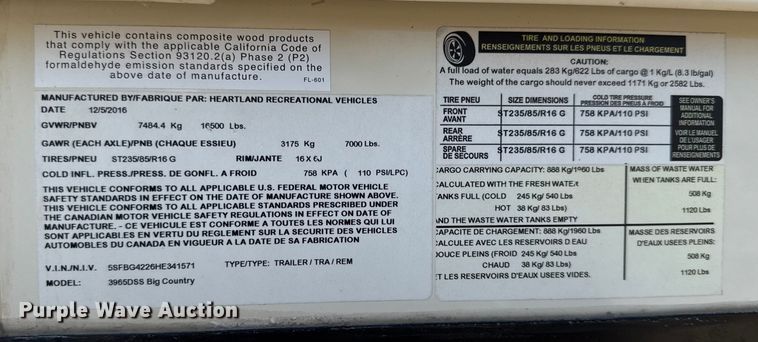 This vehicle contains composite wood products
that comply with the applicable California Code of
Regulations Section 93120.2(a) Phase 2 (P2)
formaldehyde emission standards specified on the
above date of manufacture.
FL-601
MANUFACTURED BY/FABRIQUE PAR: HEARTLAND RECREATIONAL VEHICLES
DATE 12/5/2016
GVWR/PNBV 7484.4 Kg 16500 Lbs.
GAWR (EACH AXLE)/PNB (CHAQUE ESSIEU) 3175 Kg 7000 Lbs.
TIRES/PNEU ST235/85/R16 G RIM/JANTE 16 X 6J
COLD INFL. PRESS./PRESS. DE GONFL. A FROID 758 KPA ( 110 PSI/LPC)
THIS VEHICLE CONFORMS TO ALL APPLICABLE U.S. FEDERAL MOTOR VEHICLE
SAFETY STANDARDS IN EFFECT ON THE DATE OF MANUFACTURE SHOWN ABOVE.
THIS VEHICLE CONFORMS TO ALL APPLICABLE STANDARDS PRESCRIBED UNDER
THE CANADIAN MOTOR VEHICLE SAFETY REGULATIONS IN EFFECT ON DATE OF
MANUFACTURE. - CE VEHICULE EST CONFORME A TOUTES LES NORMES QUI LUI
SONT APPLICABLES EN VERTU DU REGLEMENT SUR LA SECURITE DES VEHICLES
AUTOMOBILES DU CANADA EN VIGUEUR A LA DATE DE SA FABRICATION
V.I.N./N.I.V. 5SFBG4226HE341571 TYPE/TYPE: TRAILER / TRA / REM
MODEL: 3965DSS Big Country
TIRE AND LOADING INFORMATION
RENSEIGNEMENTS SUR LES PNEUS ET LE CHARGEMENT
CAUTION:
A full load of water equals 283 Kg/622 Lbs of cargo @ 1 Kg/L (8.3 lb/gal)
The weight of the cargo should never exceed 1171 Kg or 2582 Lbs.
TIRE PNEU SIZE DIMENSIONS COLD TIRE PRESSURE
PRESSION DES PNEUS À FROID
FRONT
AVANT ST235/85/R16 G 758 KPA/110 PSI
REAR
ARRIÈRE ST235/85/R16 G 758 KPA/110 PSI
SPARE
DE SECOURS ST235/85/R16 G 758 KPA/110 PSI
SEE OWNER'S
MANUAL FOR
ADDITIONAL
INFORMATION
VOIR LE MANUEL
DE L'USAGER
POUR PLUS DE
RENSEIGNEMENTS
CARGO CARRYING CAPACITY: 888 Kg/1960 Lbs
CALCULATED WITH THE FRESH WATE
TANKS FULL (COLD 245 Kg/ 540 Lbs
HOT 38 Kg/ 83 Lbs)
AND THE WASTE WATER TANKS EMPTY
MASS OF WASTE WATER
WHEN TANKS ARE FULL:
508 Kg
1120 Lbs
CAPACITE DE CHARGEMENT - 888 Kg/1960 Lbs
CALCULEE AVEC LES RESERVOIRS D EAU
DOUCE PLEINS (FROID 245 Kg/ 540 Lbs
CHAUD 38 Kg/ 83 Lbs)
ET LES RESERVOIRS D'EAUX USEES VIDES.
MASSE DES RESERVOIRS
D'EAUX USEES PLEINS:
508 Kg
1120 Lbs
Purple Wave Auction